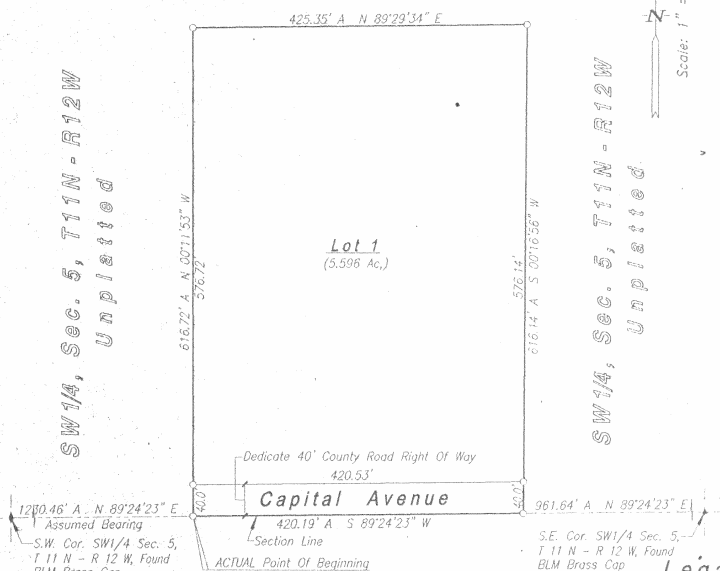 425.35' A N 89°29'34" E
N
Scale: 1" =
SW1/4, Sec. 5, T11N - R12W
Unplatted
SW1/4, Sec. 5, T11N - R12W
Unplatted
616.72' A N 00°11'53" W
576.72'
Lot 1
(5.596 Ac.)
576.14'
616.14' A S 00°16'56" W
Dedicate 40' County Road Right Of Way
420.53'
40.0'
Capital Avenue
40.0'
1230.46' A N 89°24'23" E
Assumed Bearing
420.19' A S 89°24'23" W
961.64' A N 89°24'23" E
Section Line
S.W. Cor. SW1/4 Sec. 5,
T 11 N - R 12 W, Found
BLM Brass Cap
ACTUAL Point Of Beginning
S.E. Cor. SW1/4 Sec. 5,
T 11 N - R 12 W, Found
BLM Brass Cap